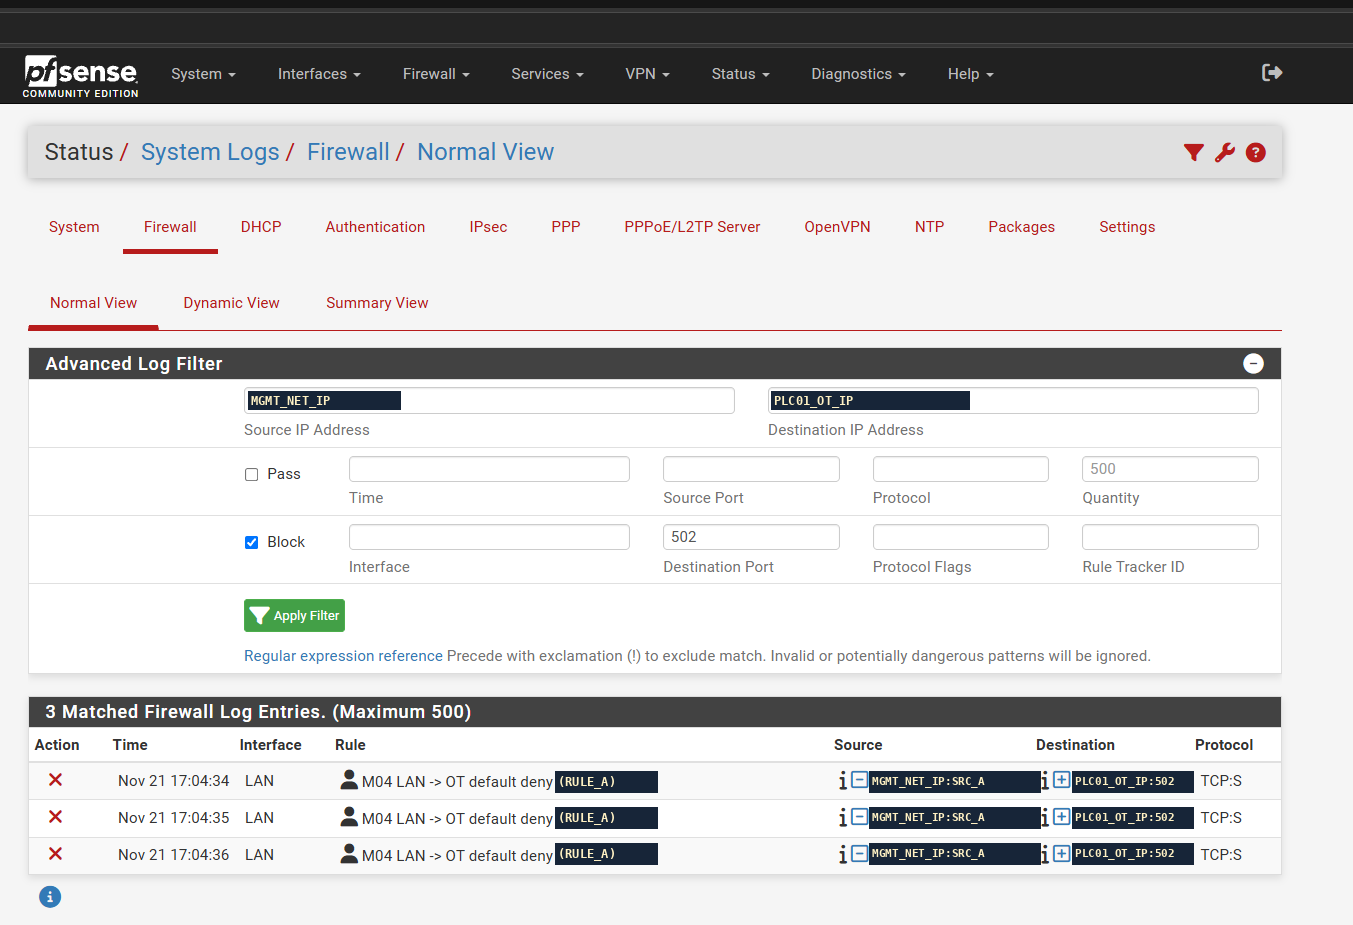 pfsense
COMMUNITY EDITION
System Interfaces Firewall Services VPN Status Diagnostics Help
Status / System Logs / Firewall / Normal View
System Firewall DHCP Authentication IPsec PPP PPPoE/L2TP Server OpenVPN NTP Packages Settings
Normal View Dynamic View Summary View
Advanced Log Filter
MGMT_NET_IP PLC01_OT_IP
Source IP Address Destination IP Address
Pass 500
Time Source Port Protocol Quantity
Block 502
Interface Destination Port Protocol Flags Rule Tracker ID
Apply Filter
Regular expression reference Precede with exclamation (!) to exclude match. Invalid or potentially dangerous patterns will be ignored.
3 Matched Firewall Log Entries. (Maximum 500)
Action Time Interface Rule Source Destination Protocol
Nov 21 17:04:34 LAN M04 LAN -> OT default deny (RULE_A) MGMT_NET_IP:SRC_A PLC01_OT_IP:502 TCP:S
Nov 21 17:04:35 LAN M04 LAN -> OT default deny (RULE_A) MGMT_NET_IP:SRC_A PLC01_OT_IP:502 TCP:S
Nov 21 17:04:36 LAN M04 LAN -> OT default deny (RULE_A) MGMT_NET_IP:SRC_A PLC01_OT_IP:502 TCP:S